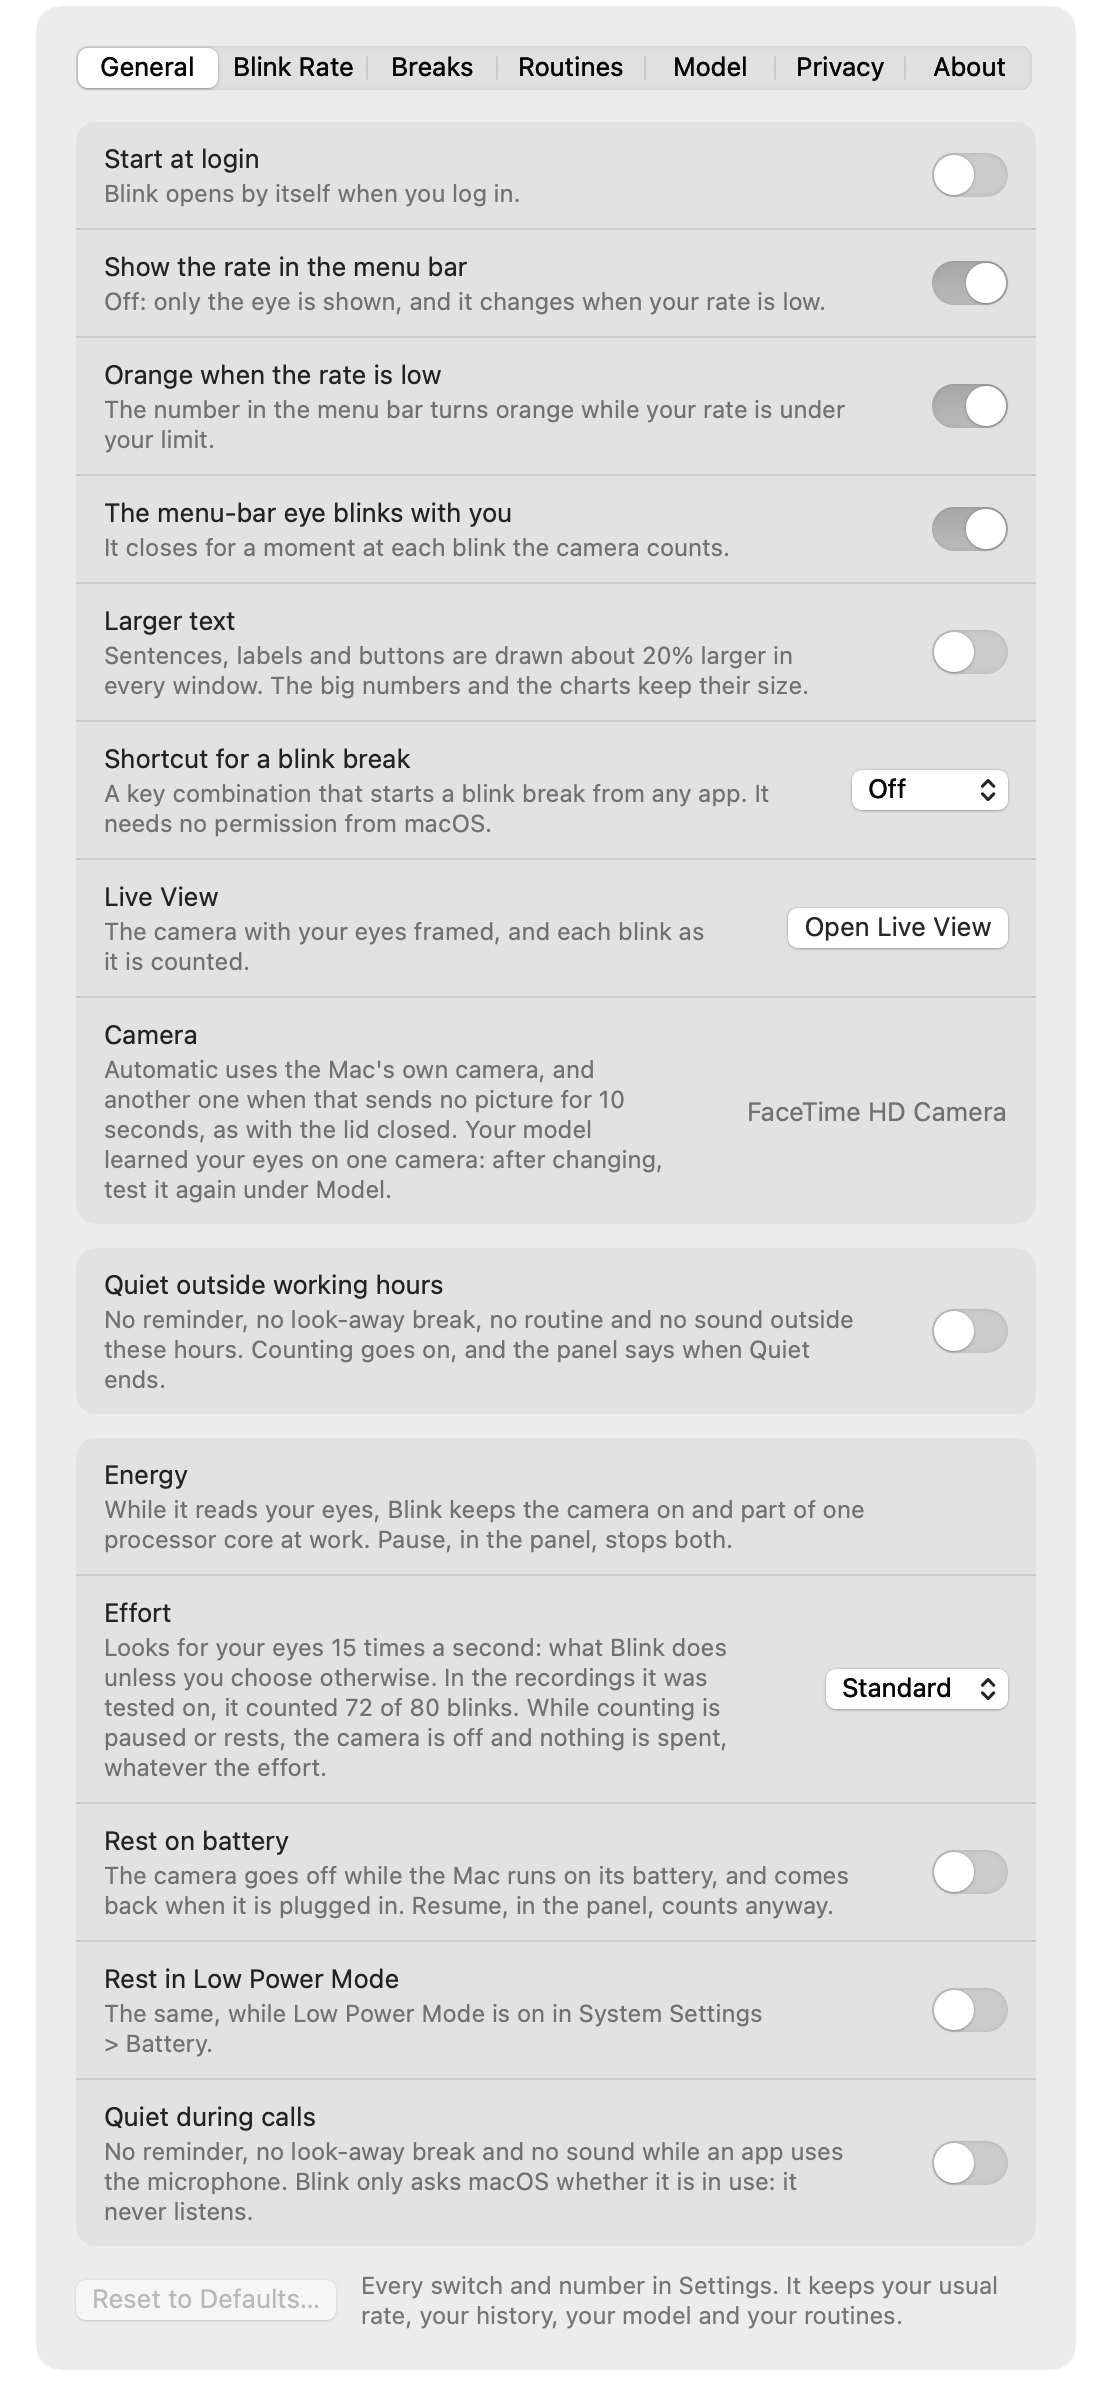 General
Blink Rate
Breaks
Routines
Model
Privacy
About
Start at login
Blink opens by itself when you log in.
Show the rate in the menu bar
Off: only the eye is shown, and it changes when your rate is low.
Orange when the rate is low
The number in the menu bar turns orange while your rate is under
your limit.
The menu-bar eye blinks with you
It closes for a moment at each blink the camera counts.
Larger text
Sentences, labels and buttons are drawn about 20% larger in
every window. The big numbers and the charts keep their size.
Shortcut for a blink break
A key combination that starts a blink break from any app. It
needs no permission from macOS.
Off
Live View
The camera with your eyes framed, and each blink as
it is counted.
Open Live View
Camera
Automatic uses the Mac's own camera, and
another one when that sends no picture for 10
seconds, as with the lid closed. Your model
learned your eyes on one camera: after changing,
test it again under Model.
FaceTime HD Camera
Quiet outside working hours
No reminder, no look-away break, no routine and no sound outside
these hours. Counting goes on, and the panel says when Quiet
ends.
Energy
While it reads your eyes, Blink keeps the camera on and part of one
processor core at work. Pause, in the panel, stops both.
Effort
Looks for your eyes 15 times a second: what Blink does
unless you choose otherwise. In the recordings it was
tested on, it counted 72 of 80 blinks. While counting is
paused or rests, the camera is off and nothing is spent,
whatever the effort.
Standard
Rest on battery
The camera goes off while the Mac runs on its battery, and comes
back when it is plugged in. Resume, in the panel, counts anyway.
Rest in Low Power Mode
The same, while Low Power Mode is on in System Settings
> Battery.
Quiet during calls
No reminder, no look-away break and no sound while an app uses
the microphone. Blink only asks macOS whether it is in use: it
never listens.
Reset to Defaults...
Every switch and number in Settings. It keeps your usual
rate, your history, your model and your routines.